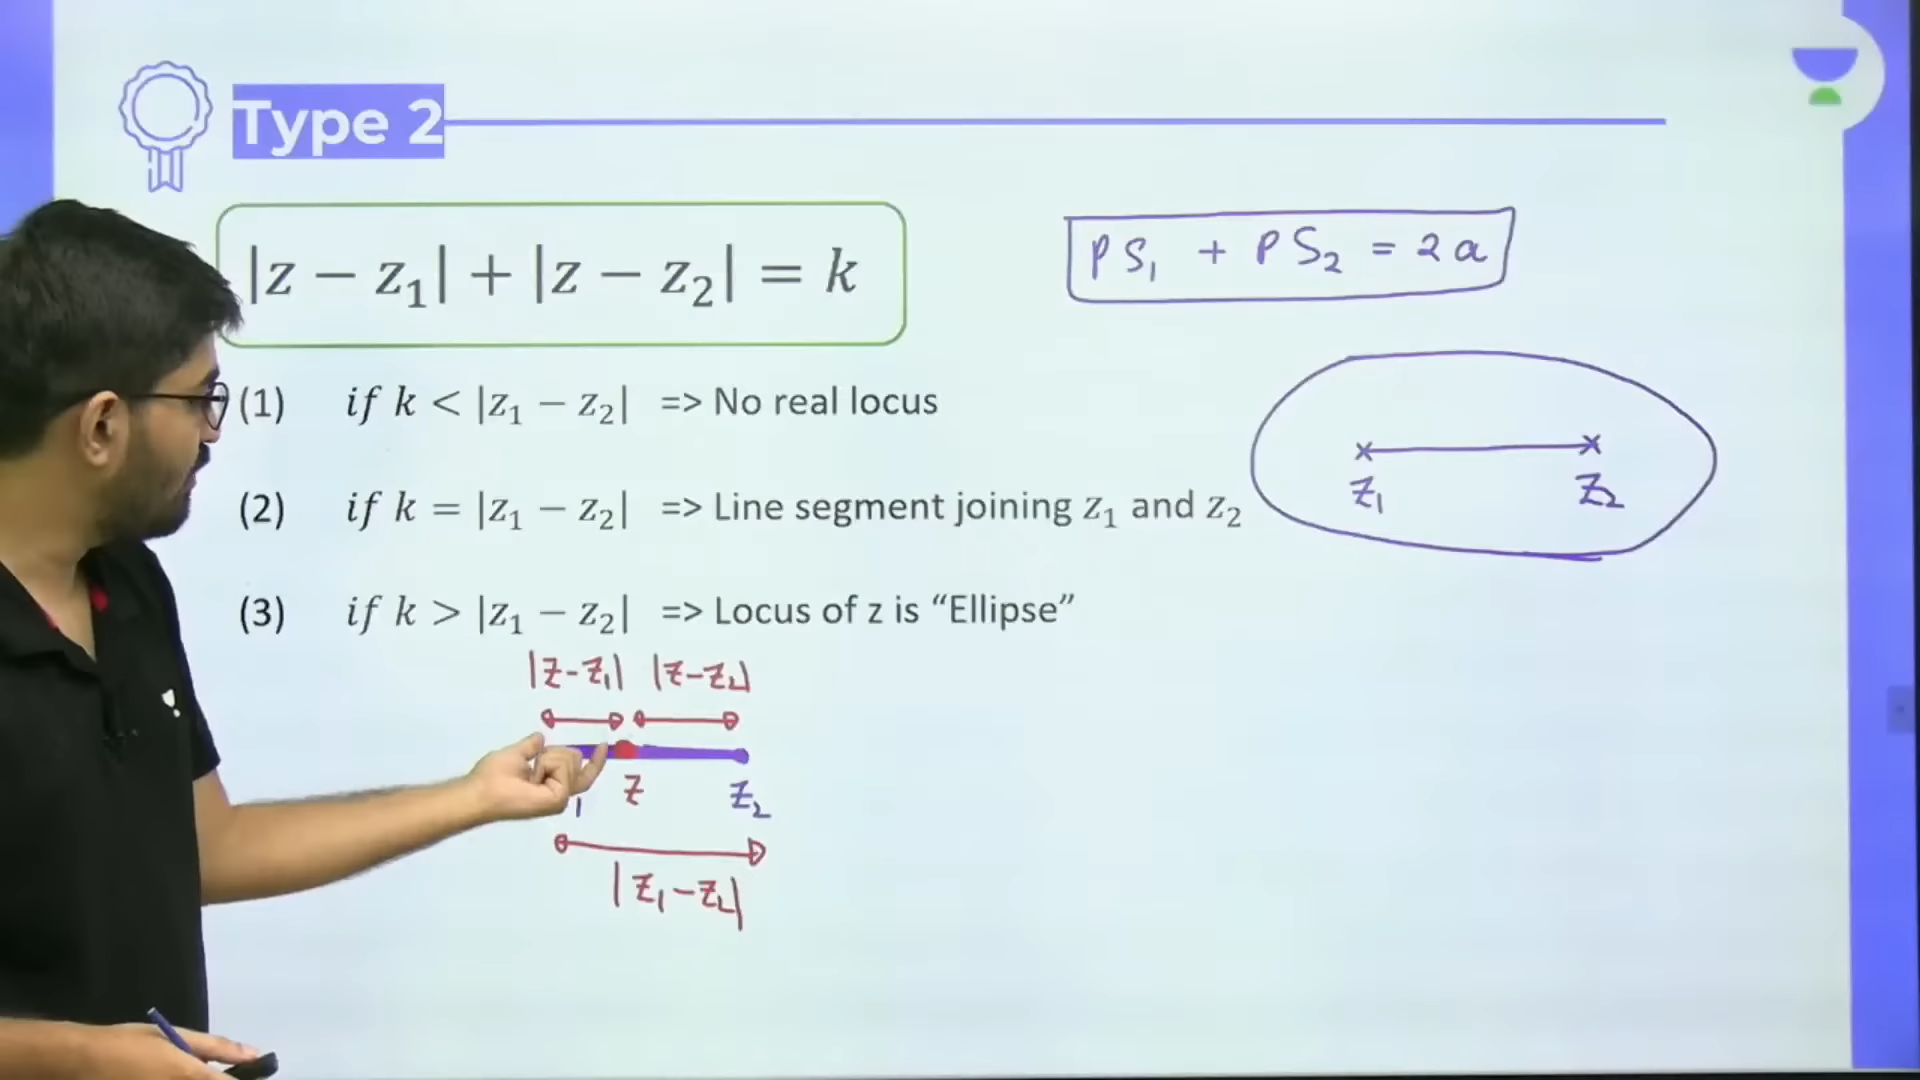 Type 2
|z − z₁| + |z − z₂| = k
PS₁ + PS₂ = 2a
(1) if k < |z₁ − z₂| => No real locus
z₁ z₂
(2) if k = |z₁ − z₂| => Line segment joining z₁ and z₂
(3) if k > |z₁ − z₂| => Locus of z is “Ellipse”
|z-z₁| |z-z₂|
₁ z z₂
|z₁-z₂|